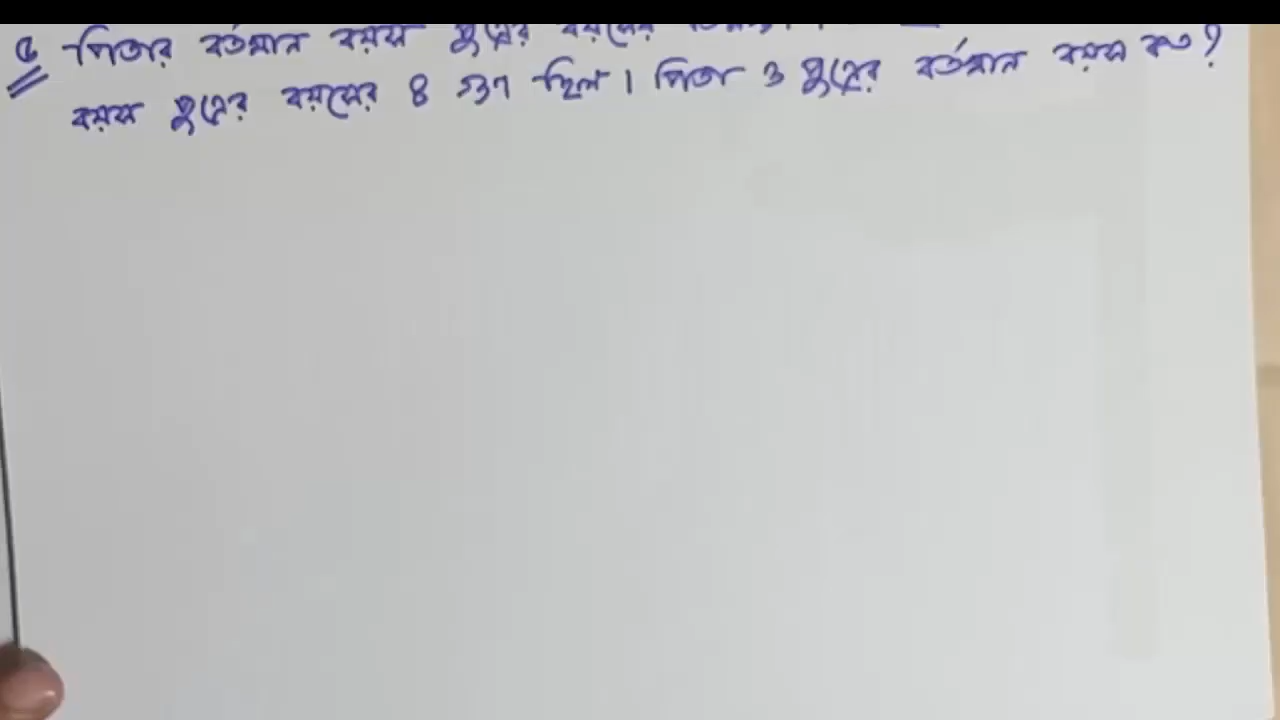 ৫ পিতার বর্তমান বয়স পুত্রের বয়সের
বয়স পুত্রের বয়সের ৪ গুণ ছিল। পিতা ও পুত্রের বর্তমান বয়স কত?